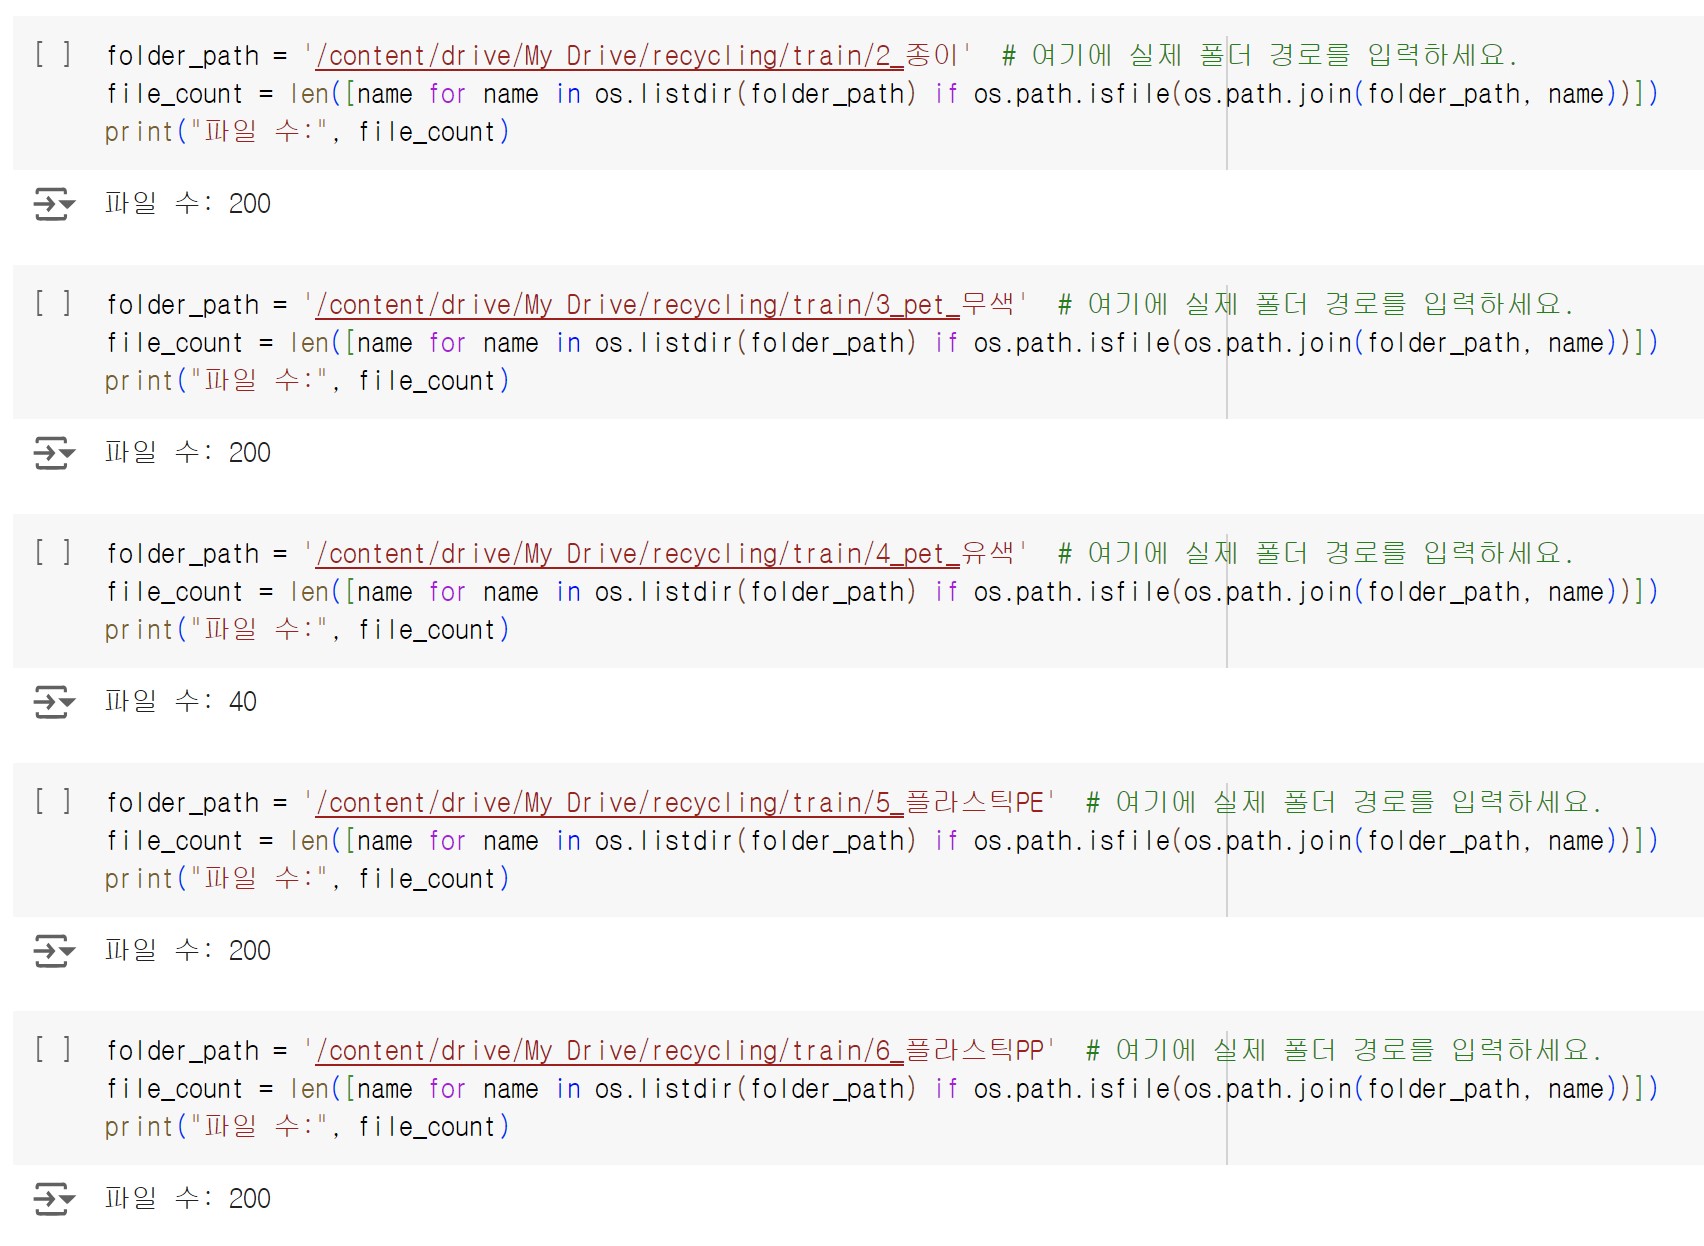 [ ] folder_path = '/content/drive/My Drive/recycling/train/2_종이'  # 여기에 실제 폴더 경로를 입력하세요.
file_count = len([name for name in os.listdir(folder_path) if os.path.isfile(os.path.join(folder_path, name))])
print("파일 수:", file_count)
파일 수: 200
[ ] folder_path = '/content/drive/My Drive/recycling/train/3_pet_무색'  # 여기에 실제 폴더 경로를 입력하세요.
file_count = len([name for name in os.listdir(folder_path) if os.path.isfile(os.path.join(folder_path, name))])
print("파일 수:", file_count)
파일 수: 200
[ ] folder_path = '/content/drive/My Drive/recycling/train/4_pet_유색'  # 여기에 실제 폴더 경로를 입력하세요.
file_count = len([name for name in os.listdir(folder_path) if os.path.isfile(os.path.join(folder_path, name))])
print("파일 수:", file_count)
파일 수: 40
[ ] folder_path = '/content/drive/My Drive/recycling/train/5_플라스틱PE'  # 여기에 실제 폴더 경로를 입력하세요.
file_count = len([name for name in os.listdir(folder_path) if os.path.isfile(os.path.join(folder_path, name))])
print("파일 수:", file_count)
파일 수: 200
[ ] folder_path = '/content/drive/My Drive/recycling/train/6_플라스틱PP'  # 여기에 실제 폴더 경로를 입력하세요.
file_count = len([name for name in os.listdir(folder_path) if os.path.isfile(os.path.join(folder_path, name))])
print("파일 수:", file_count)
파일 수: 200